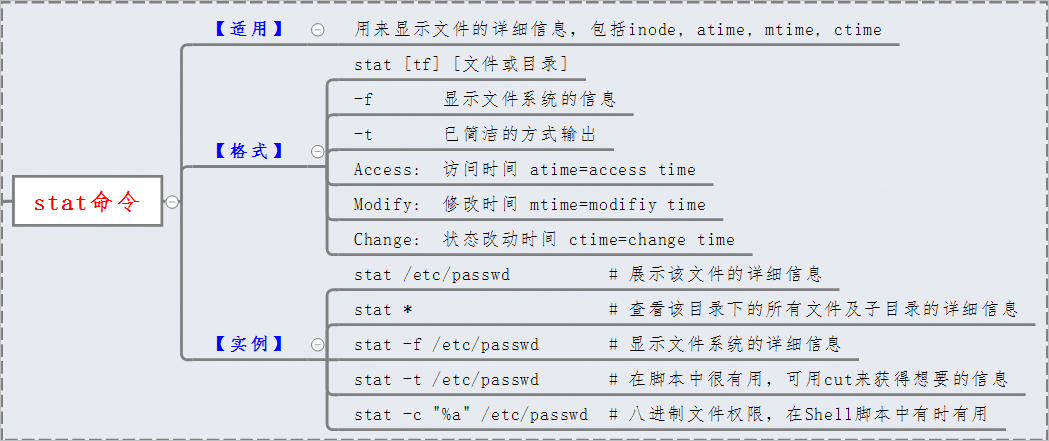 stat命令
【适用】
用来显示文件的详细信息，包括inode, atime, mtime, ctime
【格式】
stat [tf] [文件或目录]
-f 显示文件系统的信息
-t 已简洁的方式输出
Access: 访问时间 atime=access time
Modify: 修改时间 mtime=modifiy time
Change: 状态改动时间 ctime=change time
【实例】
stat /etc/passwd # 展示该文件的详细信息
stat * # 查看该目录下的所有文件及子目录的详细信息
stat -f /etc/passwd # 显示文件系统的详细信息
stat -t /etc/passwd # 在脚本中很有用，可用cut来获得想要的信息
stat -c "%a" /etc/passwd # 八进制文件权限，在Shell脚本中有时有用